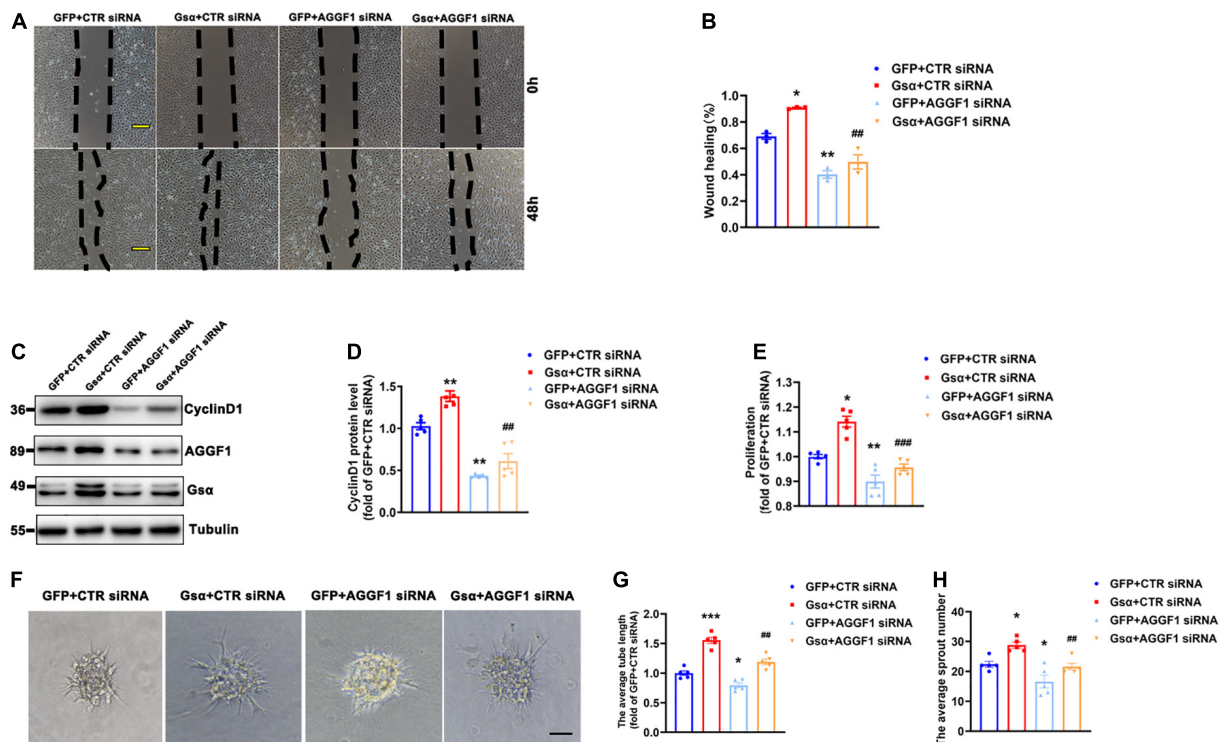 A
GFP+CTR siRNA
Gsα+CTR siRNA
GFP+AGGF1 siRNA
Gsα+AGGF1 siRNA
0h
48h
B
GFP+CTR siRNA
Gsα+CTR siRNA
GFP+AGGF1 siRNA
Gsα+AGGF1 siRNA
Wound healing(%)
1.0
0.8
0.6
0.4
0.2
0.0
*
**
##
C
GFP+CTR siRNA
Gsα+CTR siRNA
GFP+AGGF1 siRNA
Gsα+AGGF1 siRNA
36
CyclinD1
89
AGGF1
49
Gsα
55
Tubulin
D
GFP+CTR siRNA
Gsα+CTR siRNA
GFP+AGGF1 siRNA
Gsα+AGGF1 siRNA
CyclinD1 protein level
(fold of GFP+CTR siRNA)
1.5
1.0
0.5
0.0
**
**
##
E
GFP+CTR siRNA
Gsα+CTR siRNA
GFP+AGGF1 siRNA
Gsα+AGGF1 siRNA
Proliferation
(fold of GFP+CTR siRNA)
1.3
1.2
1.1
1.0
0.9
0.8
*
**
###
F
GFP+CTR siRNA
Gsα+CTR siRNA
GFP+AGGF1 siRNA
Gsα+AGGF1 siRNA
G
GFP+CTR siRNA
Gsα+CTR siRNA
GFP+AGGF1 siRNA
Gsα+AGGF1 siRNA
The average tube length
(fold of GFP+CTR siRNA)
2.0
1.5
1.0
0.5
0.0
***
*
##
H
GFP+CTR siRNA
Gsα+CTR siRNA
GFP+AGGF1 siRNA
Gsα+AGGF1 siRNA
The average sprout number
40
30
20
10
0
*
*
##